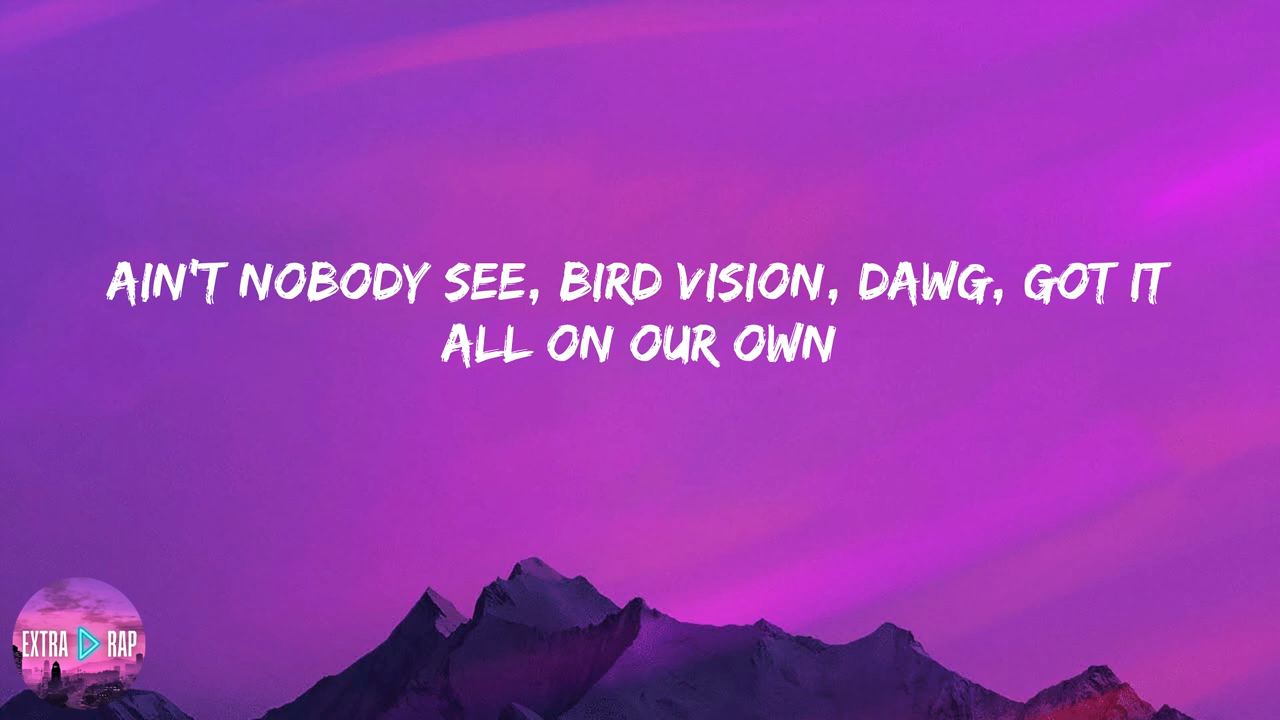 AIN'T NOBODY SEE, BIRD VISION, DAWG, GOT IT
ALL ON OUR OWN
EXTRA RAP